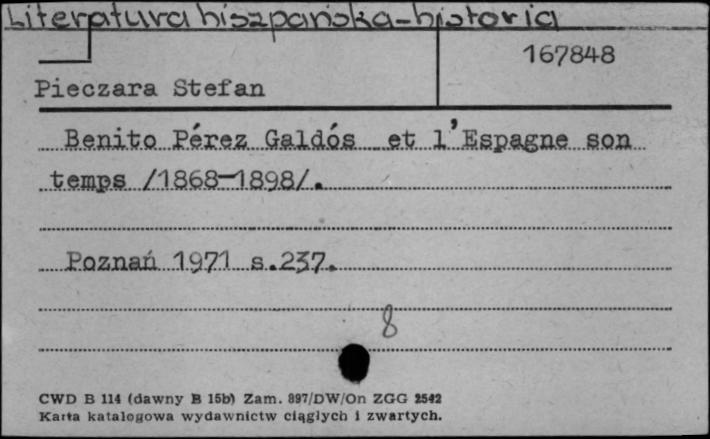 Literatura hiszpańska-historia
167848
Pieczara Stefan
Benito Pérez Galdós et l'Espagne son
temps /1868-1898/.
Poznań 1971 s.237.
8
CWD B 114 (dawny B 15b) Zam. 897/DW/On ZGG 2542
Karta katalogowa wydawnictw ciągłych i zwartych.